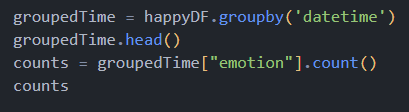 groupedTime = happyDF.groupby('datetime')
groupedTime.head()
counts = groupedTime["emotion"].count()
counts